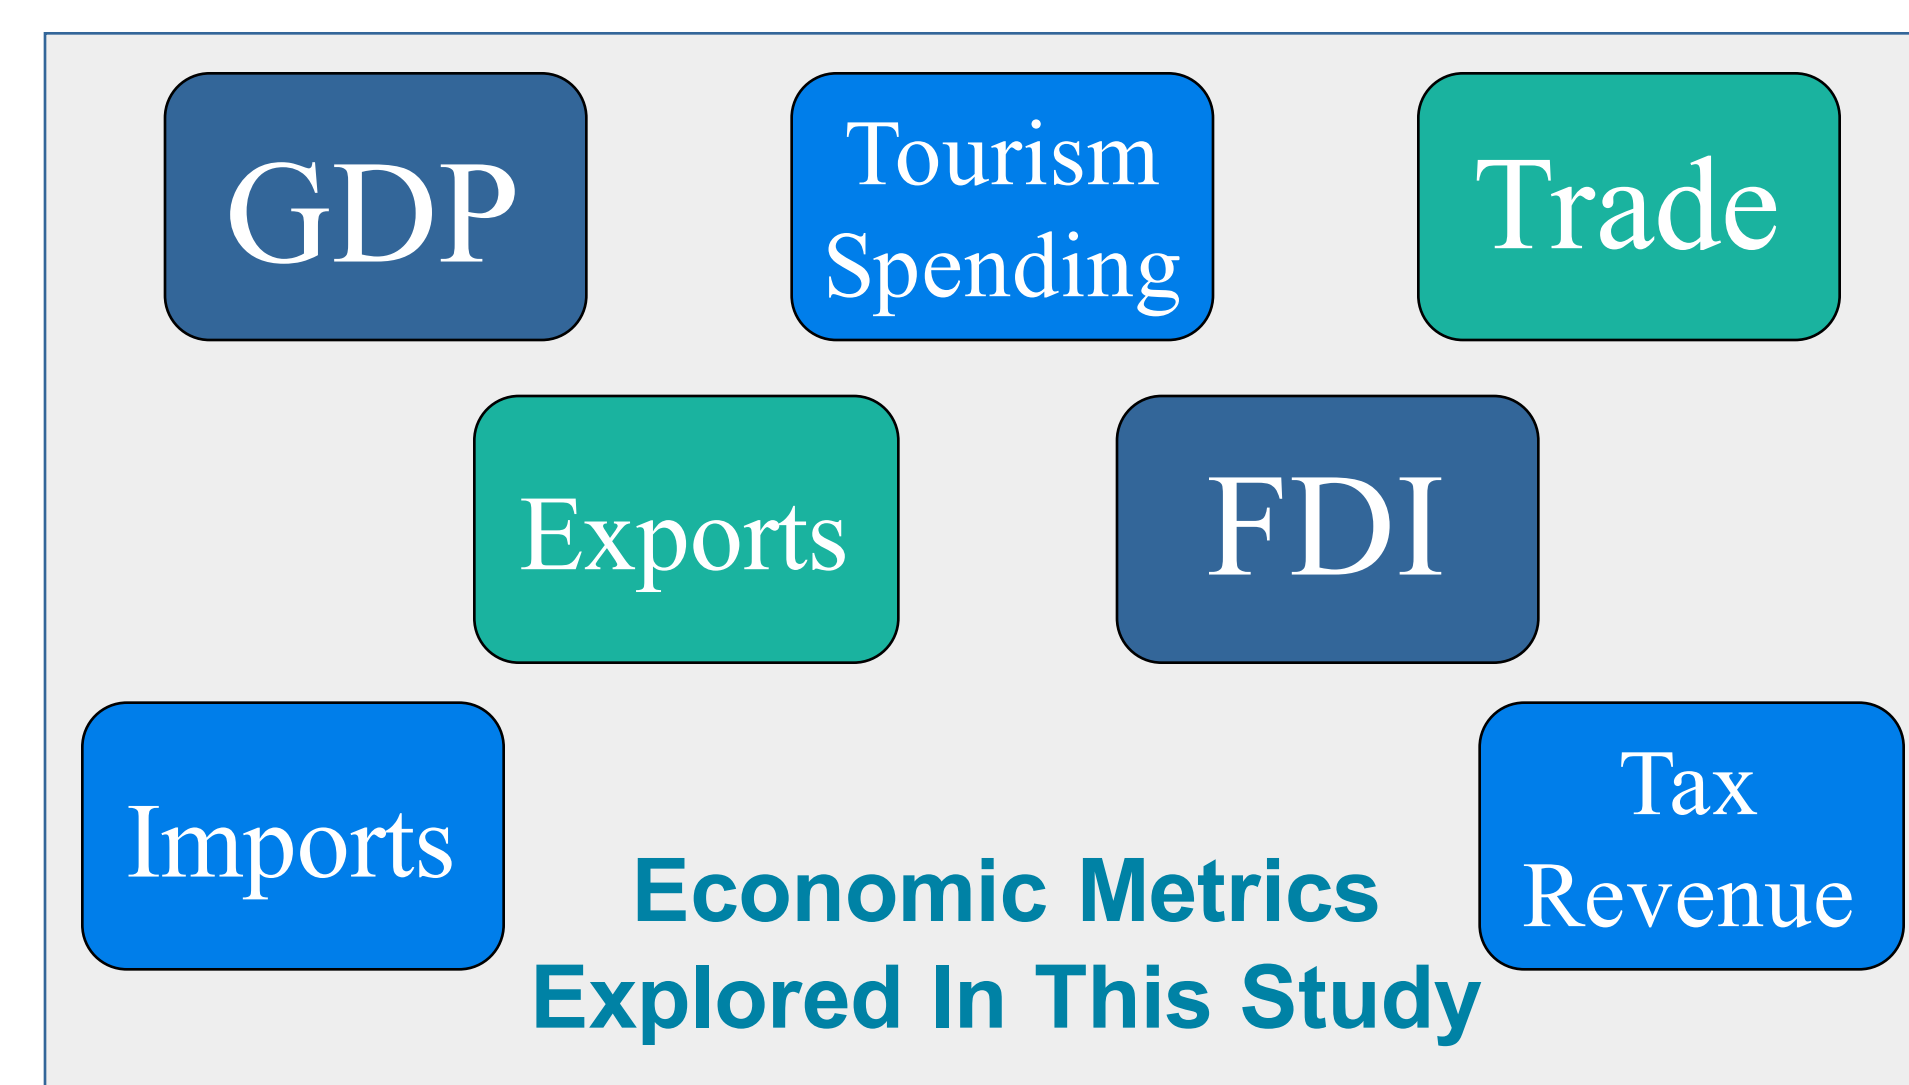 GDP
Tourism
Spending
Trade
Exports
FDI
Imports
Tax
Revenue
Economic Metrics
Explored In This Study